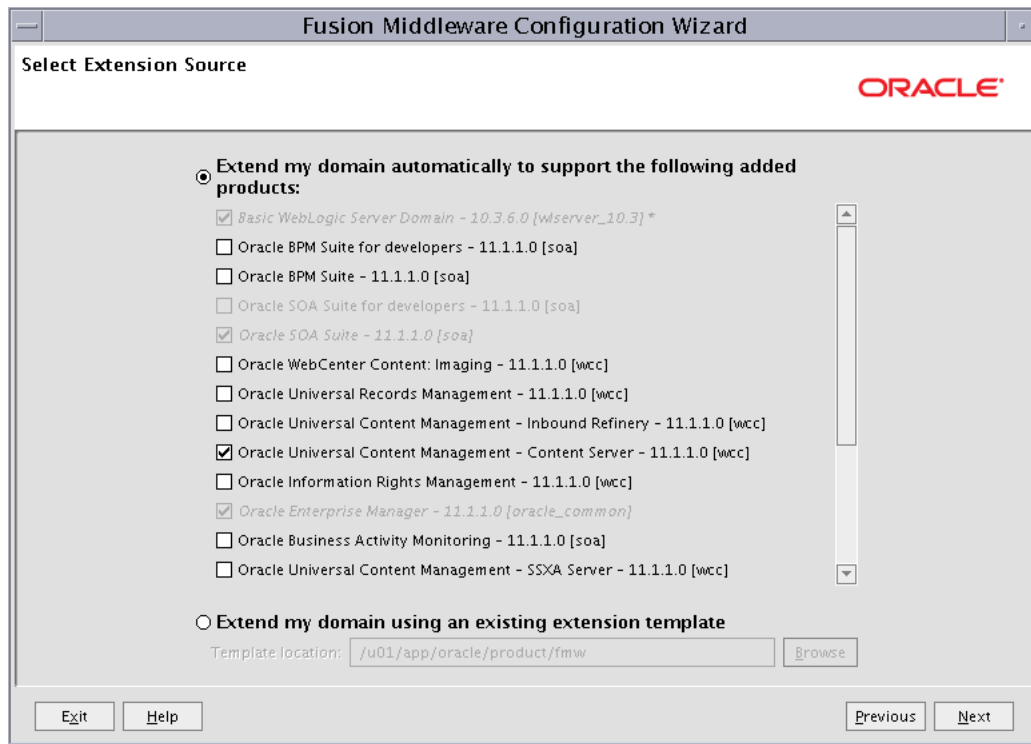 Fusion Middleware Configuration Wizard
Select Extension Source
ORACLE
Extend my domain automatically to support the following added
products:
Basic WebLogic Server Domain - 10.3.6.0 [wlserver_10.3] *
Oracle BPM Suite for developers - 11.1.1.0 [soa]
Oracle BPM Suite - 11.1.1.0 [soa]
Oracle SOA Suite for developers - 11.1.1.0 [soa]
Oracle SOA Suite - 11.1.1.0 [soa]
Oracle WebCenter Content: Imaging - 11.1.1.0 [wcc]
Oracle Universal Records Management - 11.1.1.0 [wcc]
Oracle Universal Content Management - Inbound Refinery - 11.1.1.0 [wcc]
Oracle Universal Content Management - Content Server - 11.1.1.0 [wcc]
Oracle Information Rights Management - 11.1.1.0 [wcc]
Oracle Enterprise Manager - 11.1.1.0 [oracle_common]
Oracle Business Activity Monitoring - 11.1.1.0 [soa]
Oracle Universal Content Management - SSXA Server - 11.1.1.0 [wcc]
Extend my domain using an existing extension template
Template location: /u01/app/oracle/product/fmw Browse
Exit Help Previous Next